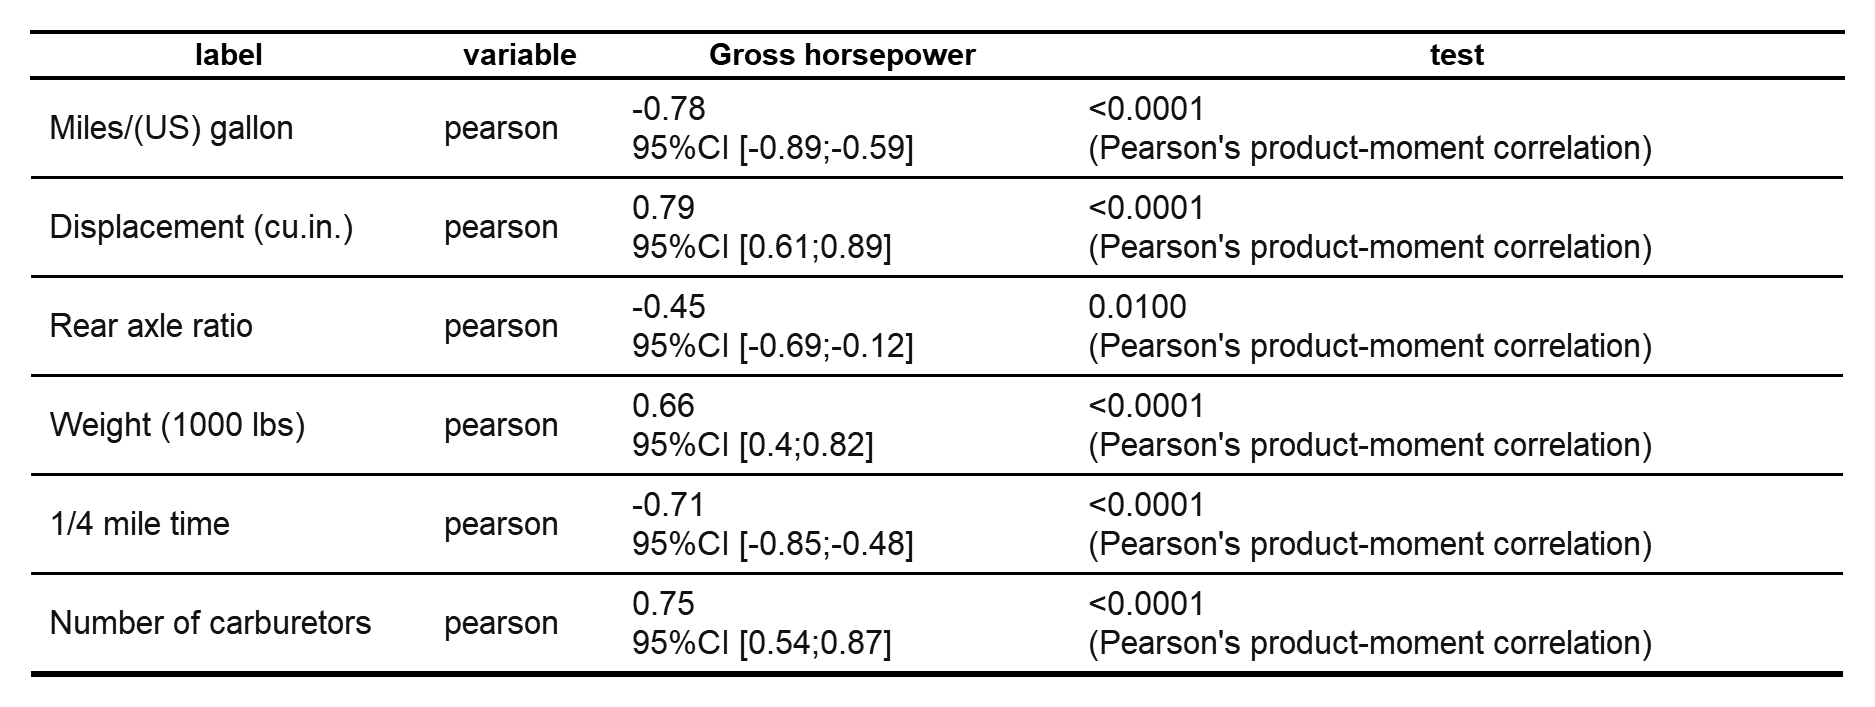 label variable Gross horsepower test
-0.78 <0.0001
Miles/(US) gallon pearson
95%CI [-0.89;-0.59] (Pearson's product-moment correlation)
0.79 <0.0001
Displacement (cu.in.) pearson
95%CI [0.61;0.89] (Pearson's product-moment correlation)
-0.45 0.0100
Rear axle ratio pearson
95%CI [-0.69;-0.12] (Pearson's product-moment correlation)
0.66 <0.0001
Weight (1000 lbs) pearson
95%CI [0.4;0.82] (Pearson's product-moment correlation)
-0.71 <0.0001
1/4 mile time pearson
95%CI [-0.85;-0.48] (Pearson's product-moment correlation)
0.75 <0.0001
Number of carburetors pearson
95%CI [0.54;0.87] (Pearson's product-moment correlation)